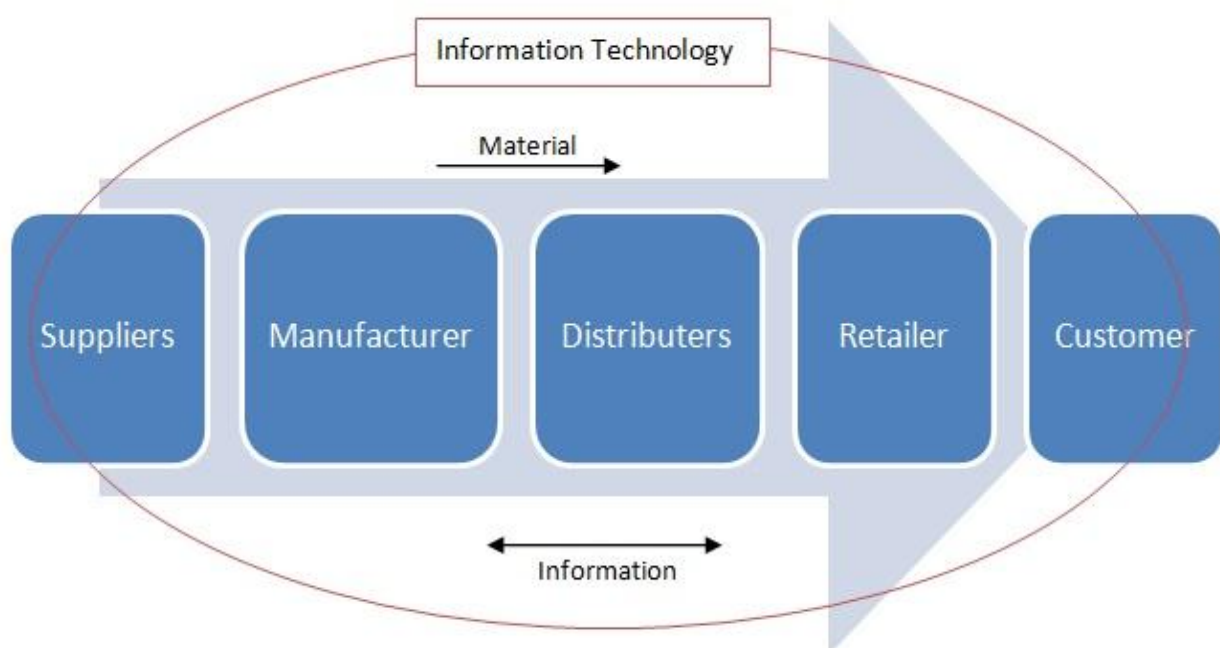 Information Technology
Material
Suppliers
Manufacturer
Distributers
Retailer
Customer
Information